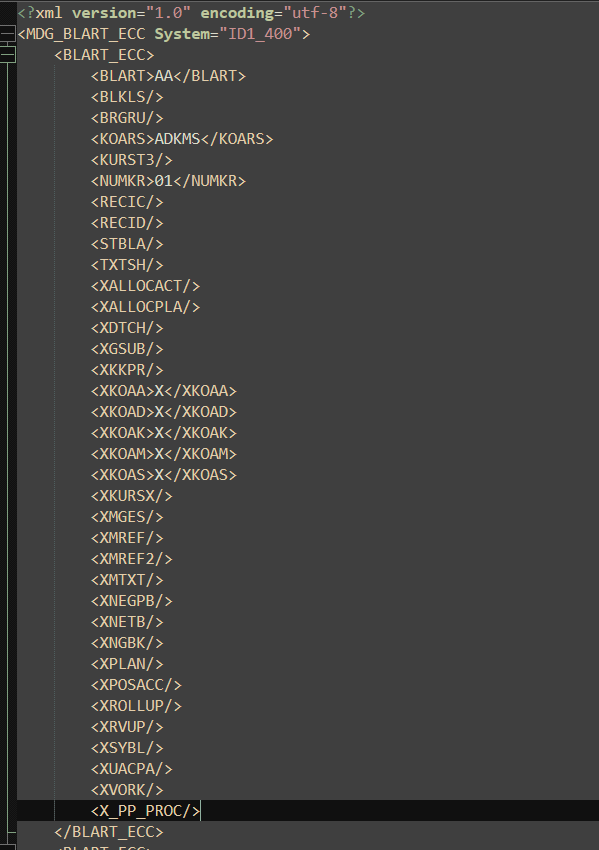 <?xml version="1.0" encoding="utf-8"?>
<MDG_BLART_ECC System="ID1_400">
<BLART_ECC>
<BLART>AA</BLART>
<BLKLS/>
<BRGRU/>
<KOARS>ADKMS</KOARS>
<KURST3/>
<NUMKR>01</NUMKR>
<RECIC/>
<RECID/>
<STBLA/>
<TXTSH/>
<XALLOCACT/>
<XALLOCPLA/>
<XDTCH/>
<XGSUB/>
<XKKPR/>
<XKOAA>X</XKOAA>
<XKOAD>X</XKOAD>
<XKOAK>X</XKOAK>
<XKOAM>X</XKOAM>
<XKOAS>X</XKOAS>
<XKURSX/>
<XMGES/>
<XMREF/>
<XMREF2/>
<XMTXT/>
<XNEGPB/>
<XNETB/>
<XNGBK/>
<XPLAN/>
<XPOSACC/>
<XROLLUP/>
<XRVUP/>
<XSYBL/>
<XUACPA/>
<XVORK/>
<X_PP_PROC/>
</BLART_ECC>